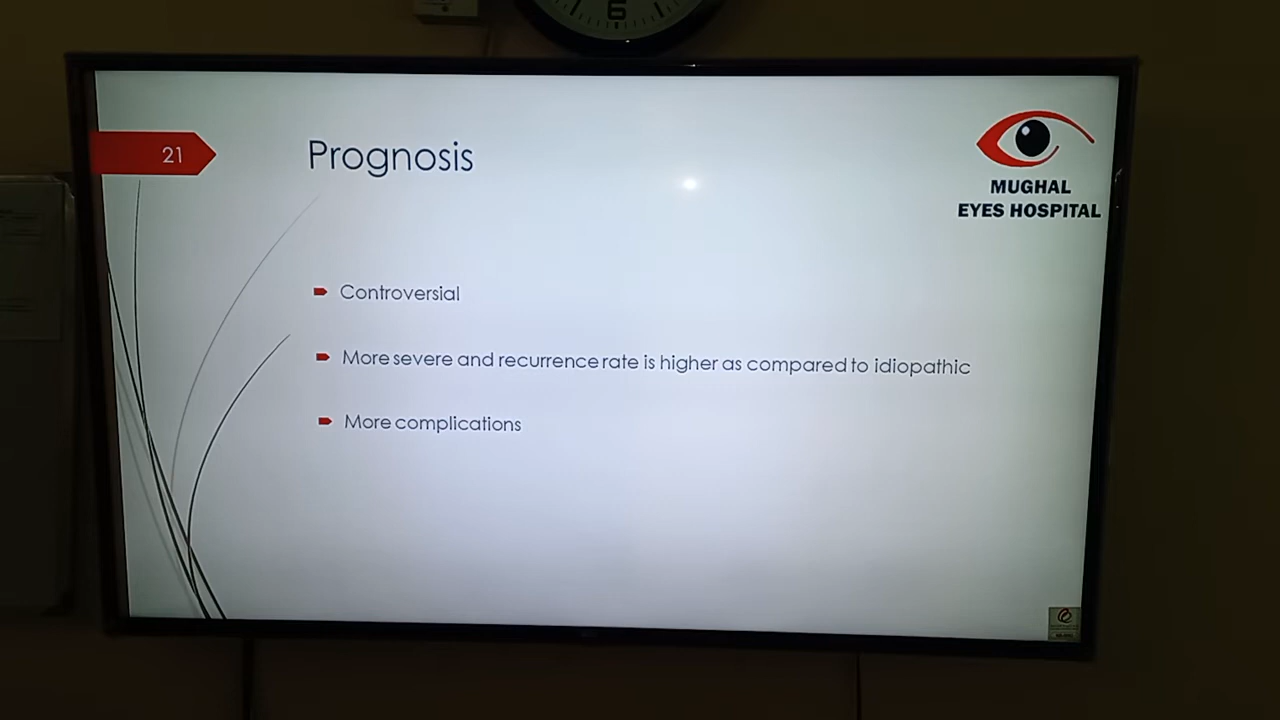 6
21
Prognosis
MUGHAL
EYES HOSPITAL
Controversial
More severe and recurrence rate is higher as compared to idiopathic
More complications